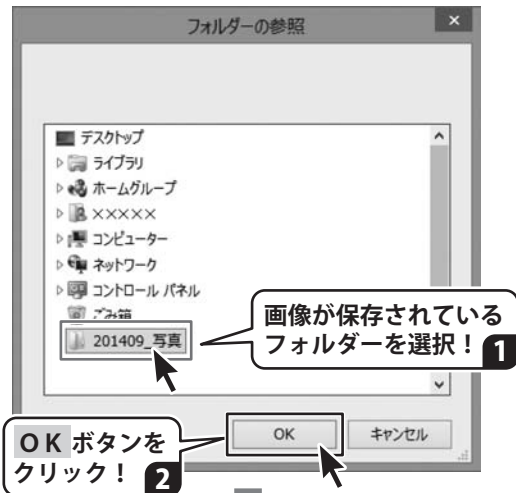 フォルダーの参照
×
デスクトップ
ライブラリ
ホームグループ
×××××
コンピューター
ネットワーク
コントロール パネル
ごみ箱
201409_写真
画像が保存されている
フォルダーを選択！ 1
OK
キャンセル
OK ボタンを
クリック！ 2